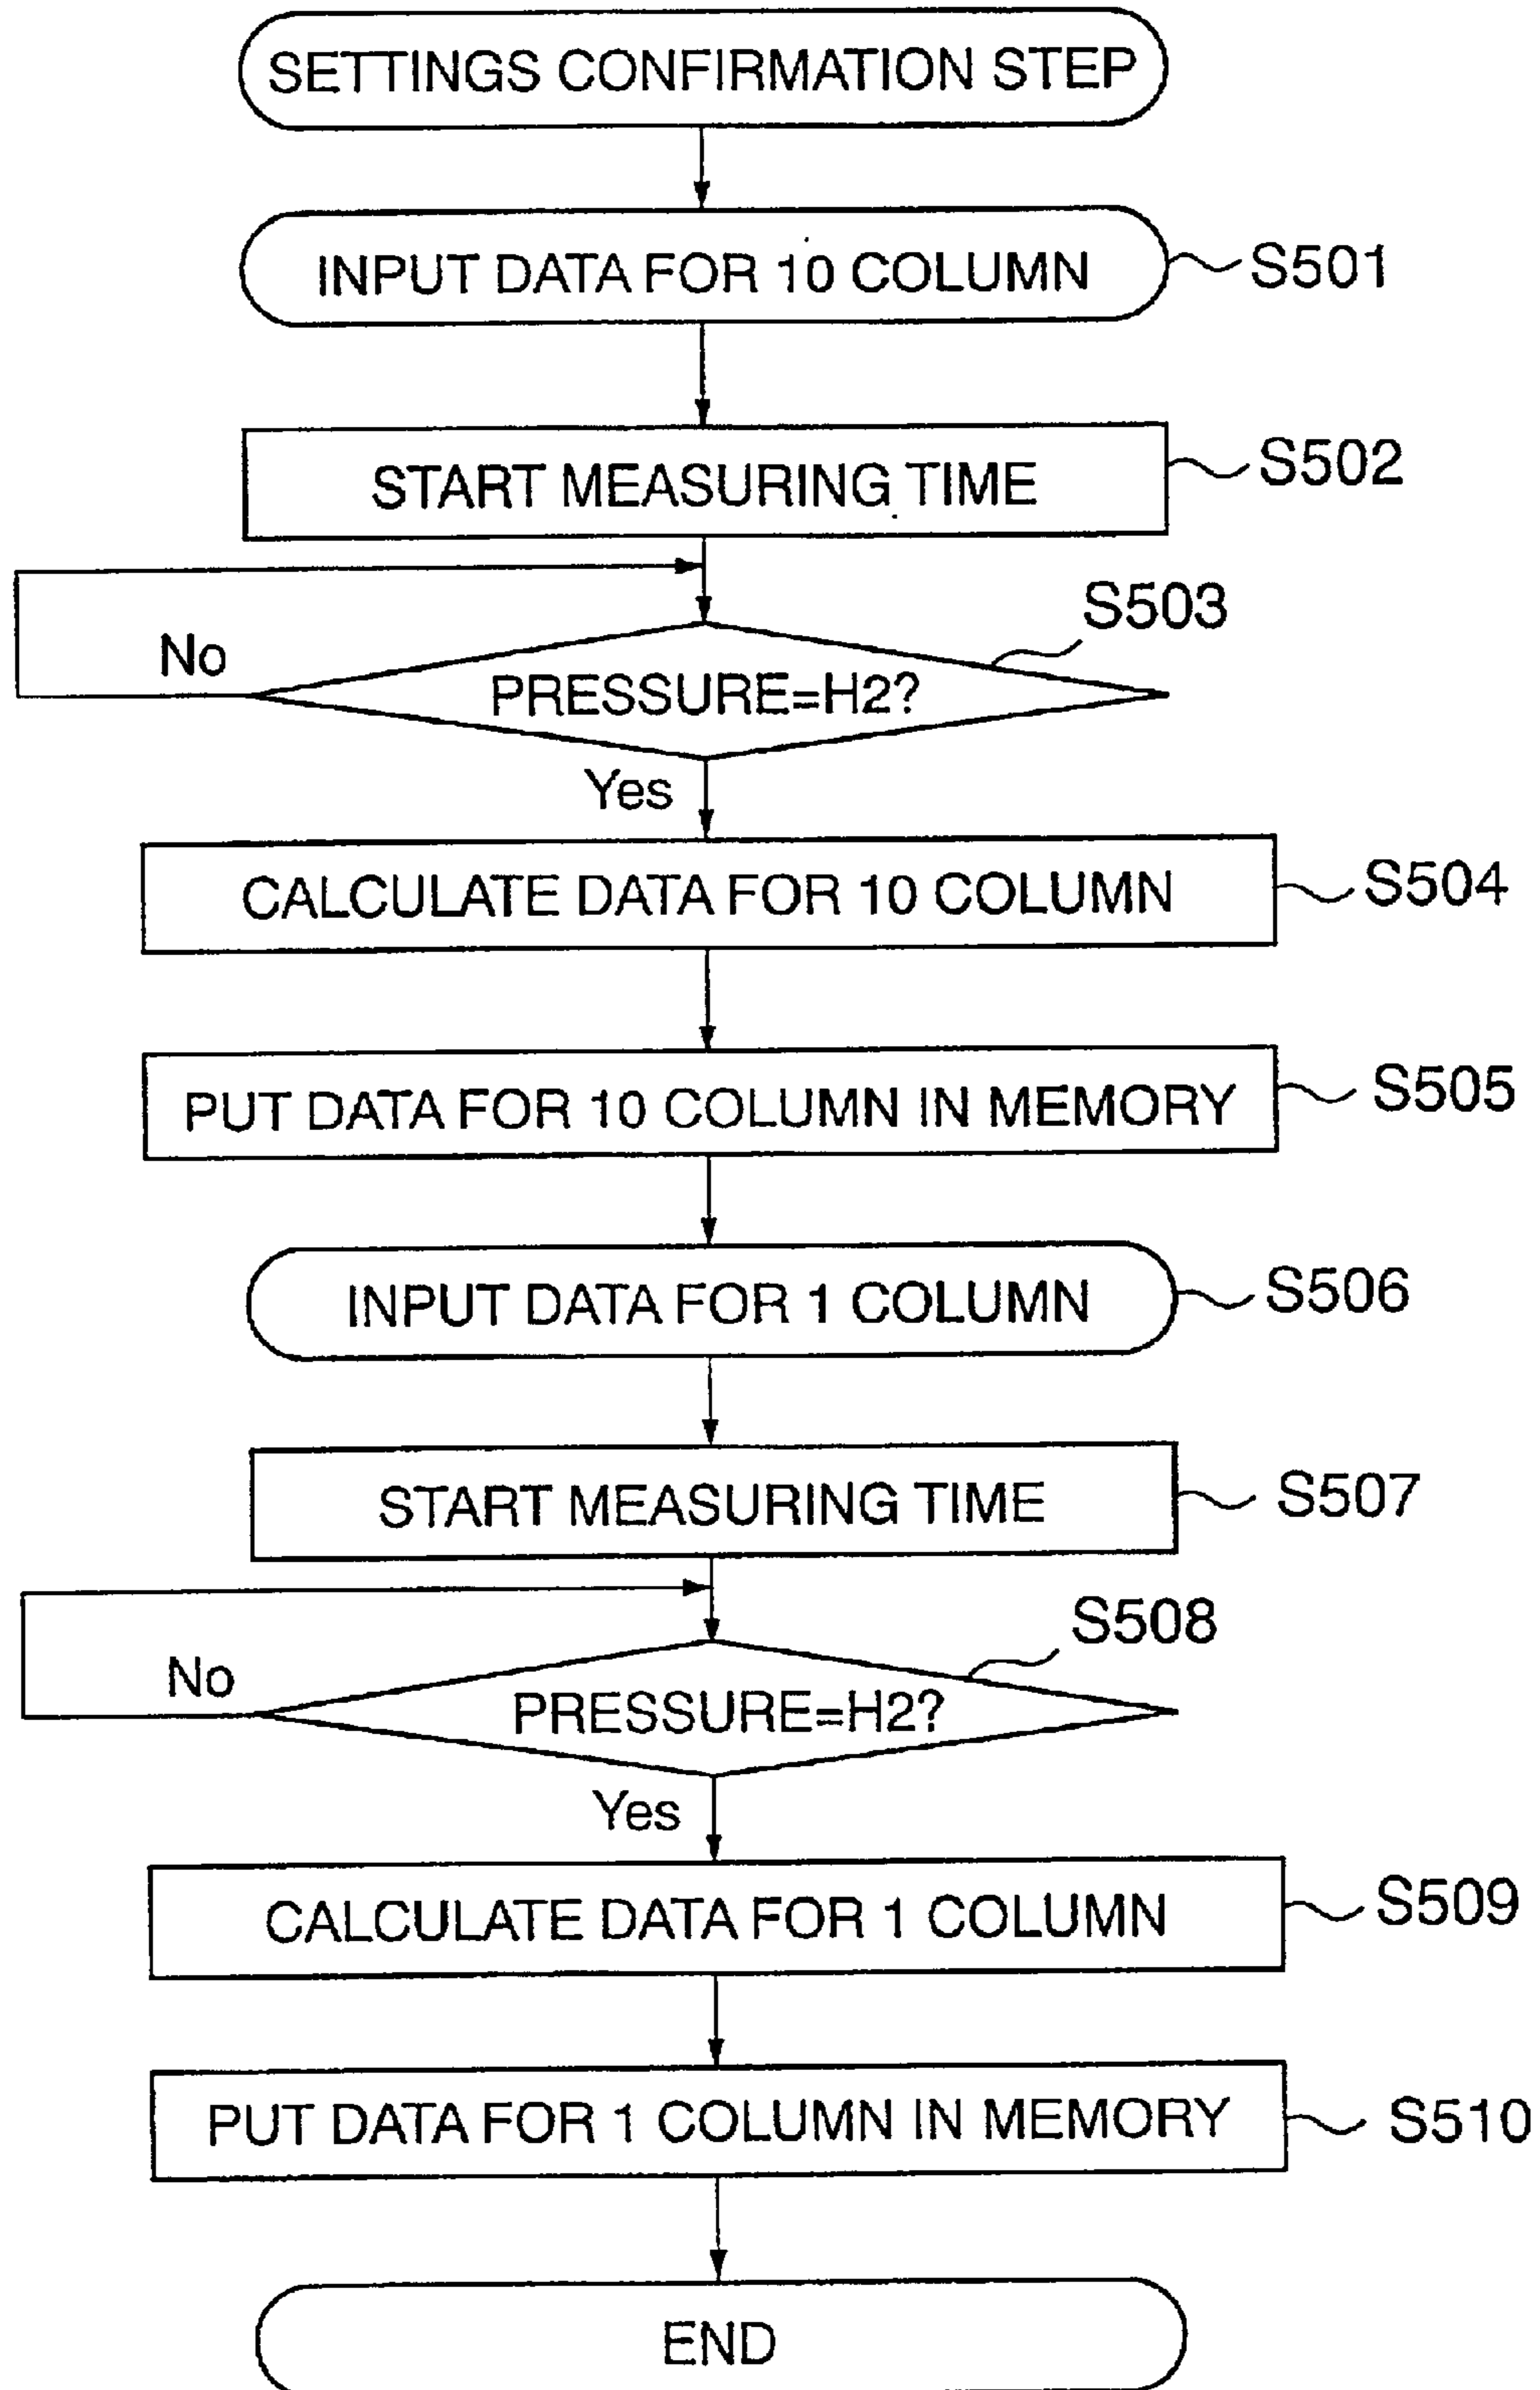 SETTINGS CONFIRMATION STEP
INPUT DATA FOR 10 COLUMN
S501
START MEASURING TIME
S502
S503
No
PRESSURE=H2?
Yes
CALCULATE DATA FOR 10 COLUMN
S504
PUT DATA FOR 10 COLUMN IN MEMORY
S505
INPUT DATA FOR 1 COLUMN
S506
START MEASURING TIME
S507
S508
No
PRESSURE=H2?
Yes
CALCULATE DATA FOR 1 COLUMN
S509
PUT DATA FOR 1 COLUMN IN MEMORY
S510
END